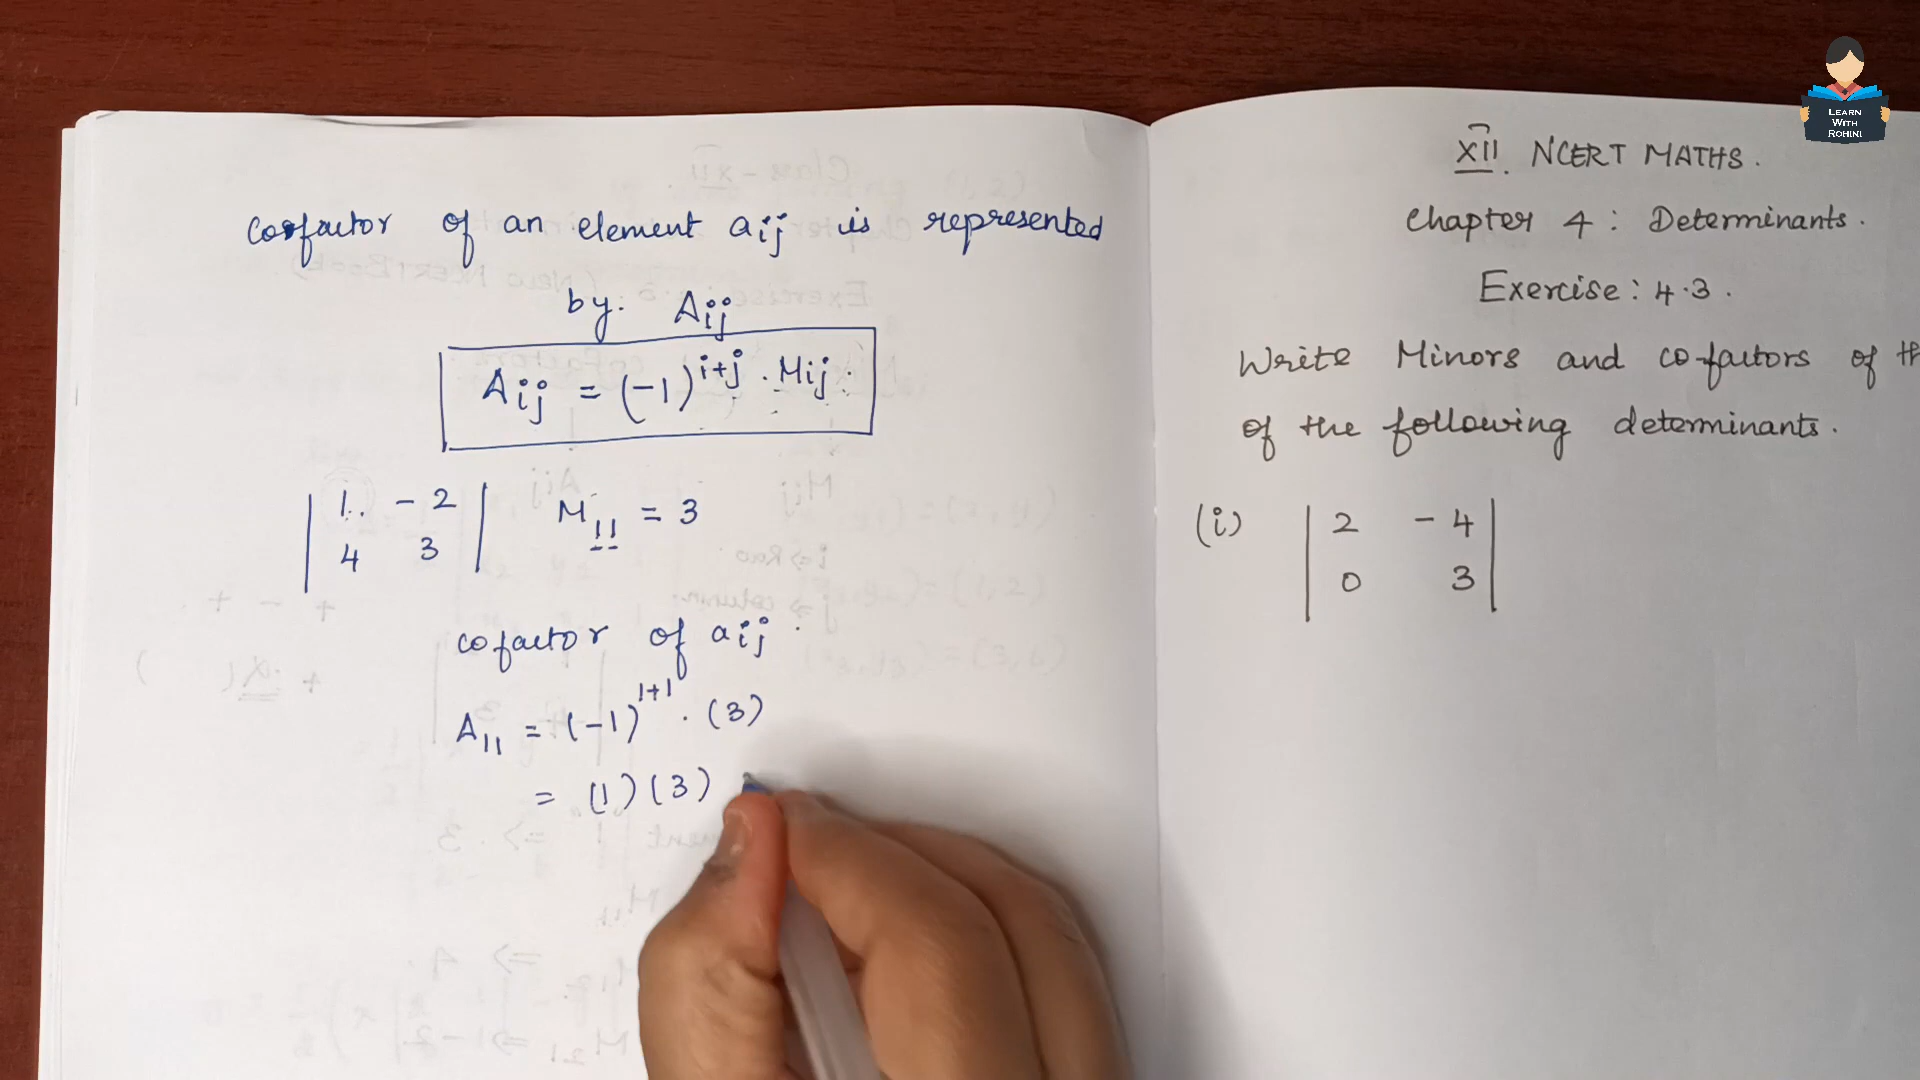 cofactor of an element aij is represented
by. Aij
Aij = (-1)^i+j . Mij.
| 1. - 2 | M11 = 3
| 4 3 |
cofactor of aij.
A11 = (-1)^1+1 . (3)
= (1)(3)
LEARN
WITH
ROHINI
XII. NCERT MATHS.
Chapter 4 : Determinants.
Exercise: 4.3.
Write Minors and co-factors of th
of the following determinants.
(i) | 2 - 4 |
| 0 3 |